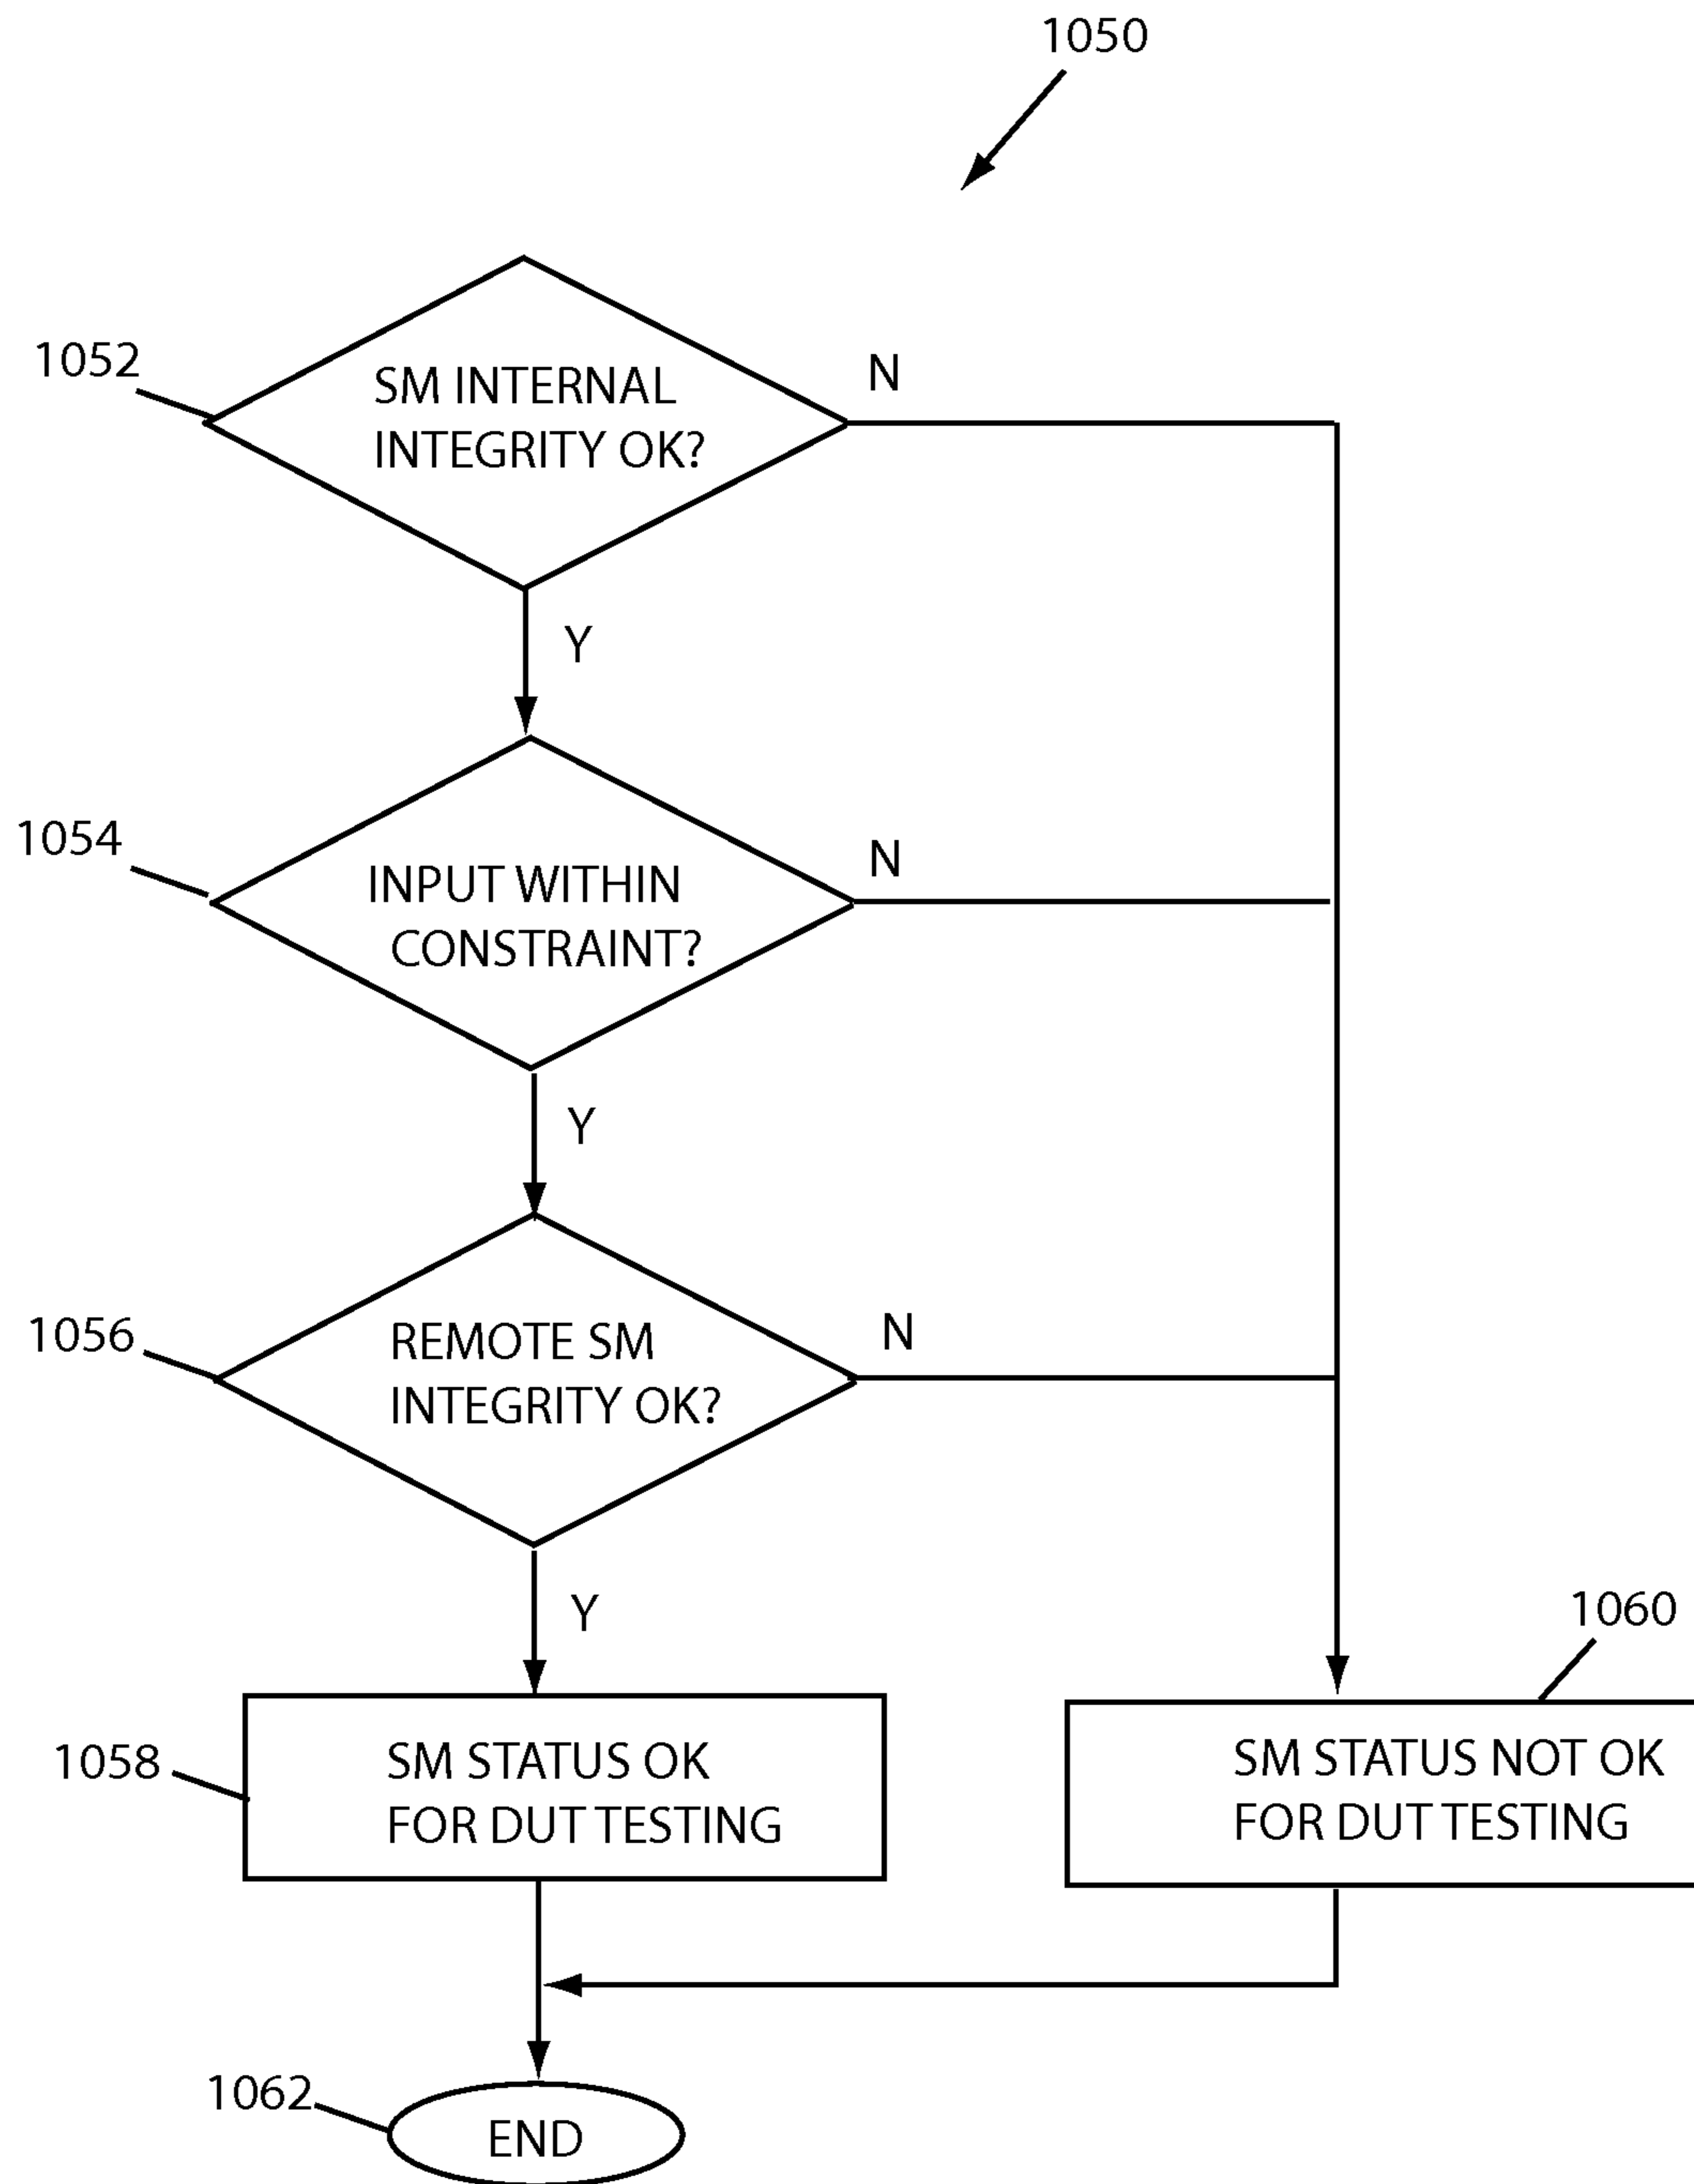 1050
1052
SM INTERNAL
INTEGRITY OK?
N
Y
1054
INPUT WITHIN
CONSTRAINT?
N
Y
1056
REMOTE SM
INTEGRITY OK?
N
Y
1060
1058
SM STATUS OK
FOR DUT TESTING
SM STATUS NOT OK
FOR DUT TESTING
1062
END